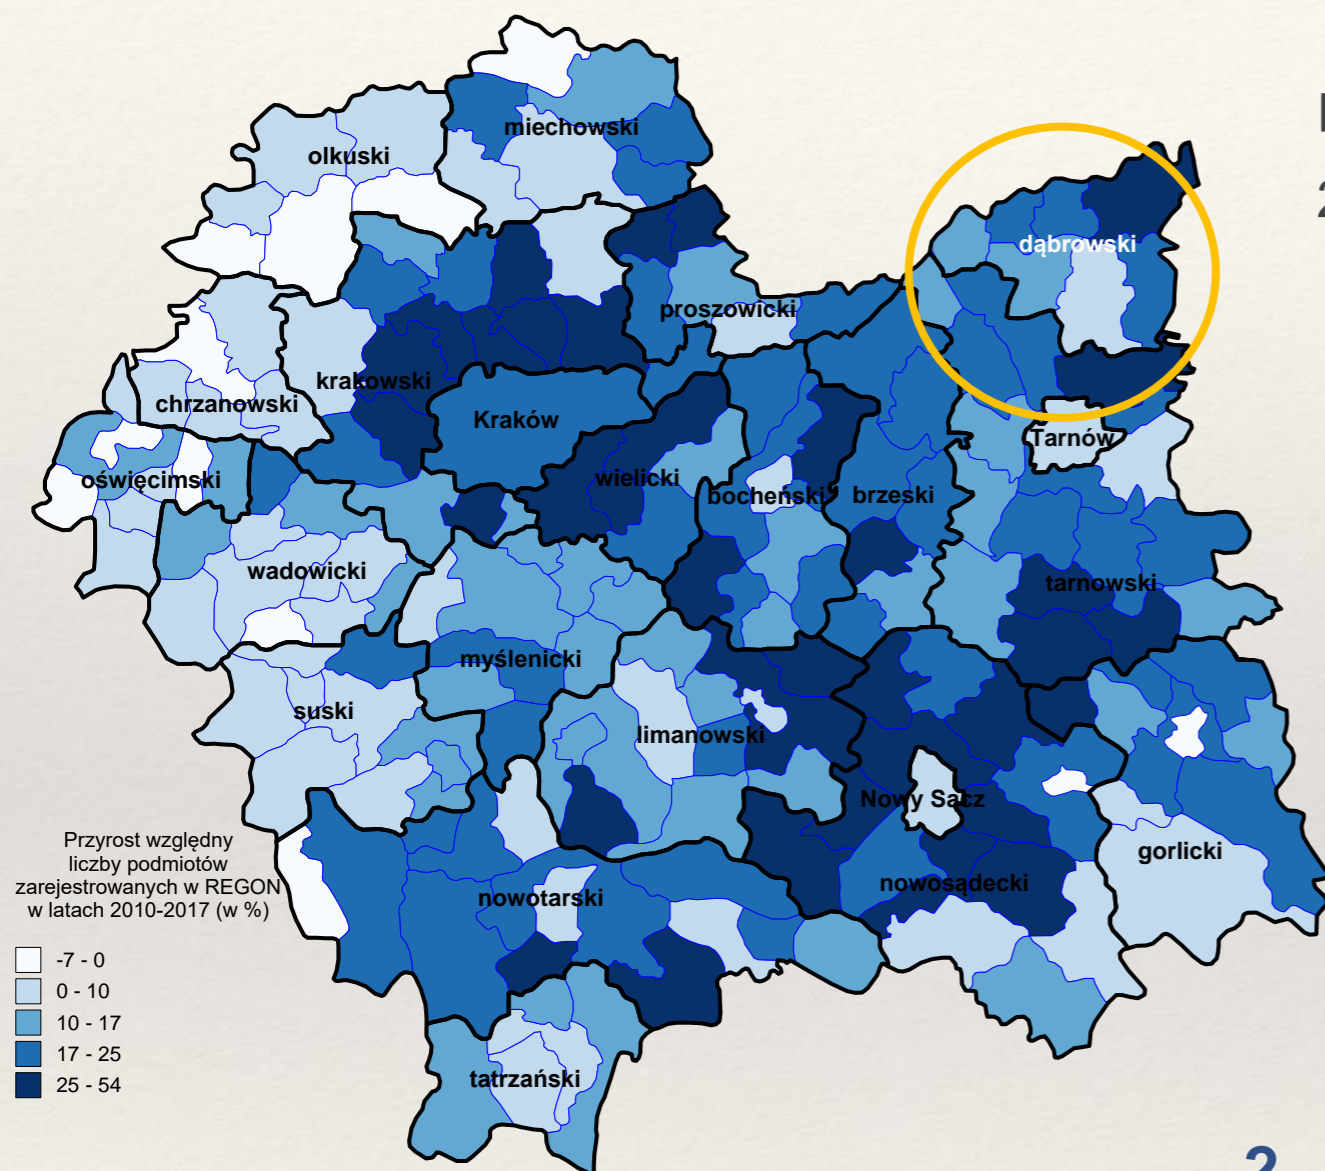 miechowski
olkuski
dąbrowski
proszowicki
krakowski
chrzanowski
Kraków
Tarnów
oświęcimski
wielicki
bocheński
brzeski
wadowicki
tarnowski
myślenicki
suski
limanowski
Nowy Sącz
gorlicki
nowosądecki
nowotarski
tatrzański
Przyrost względny
liczby podmiotów
zarejestrowanych w REGON
w latach 2010-2017 (w %)
-7 - 0
0 - 10
10 - 17
17 - 25
25 - 54